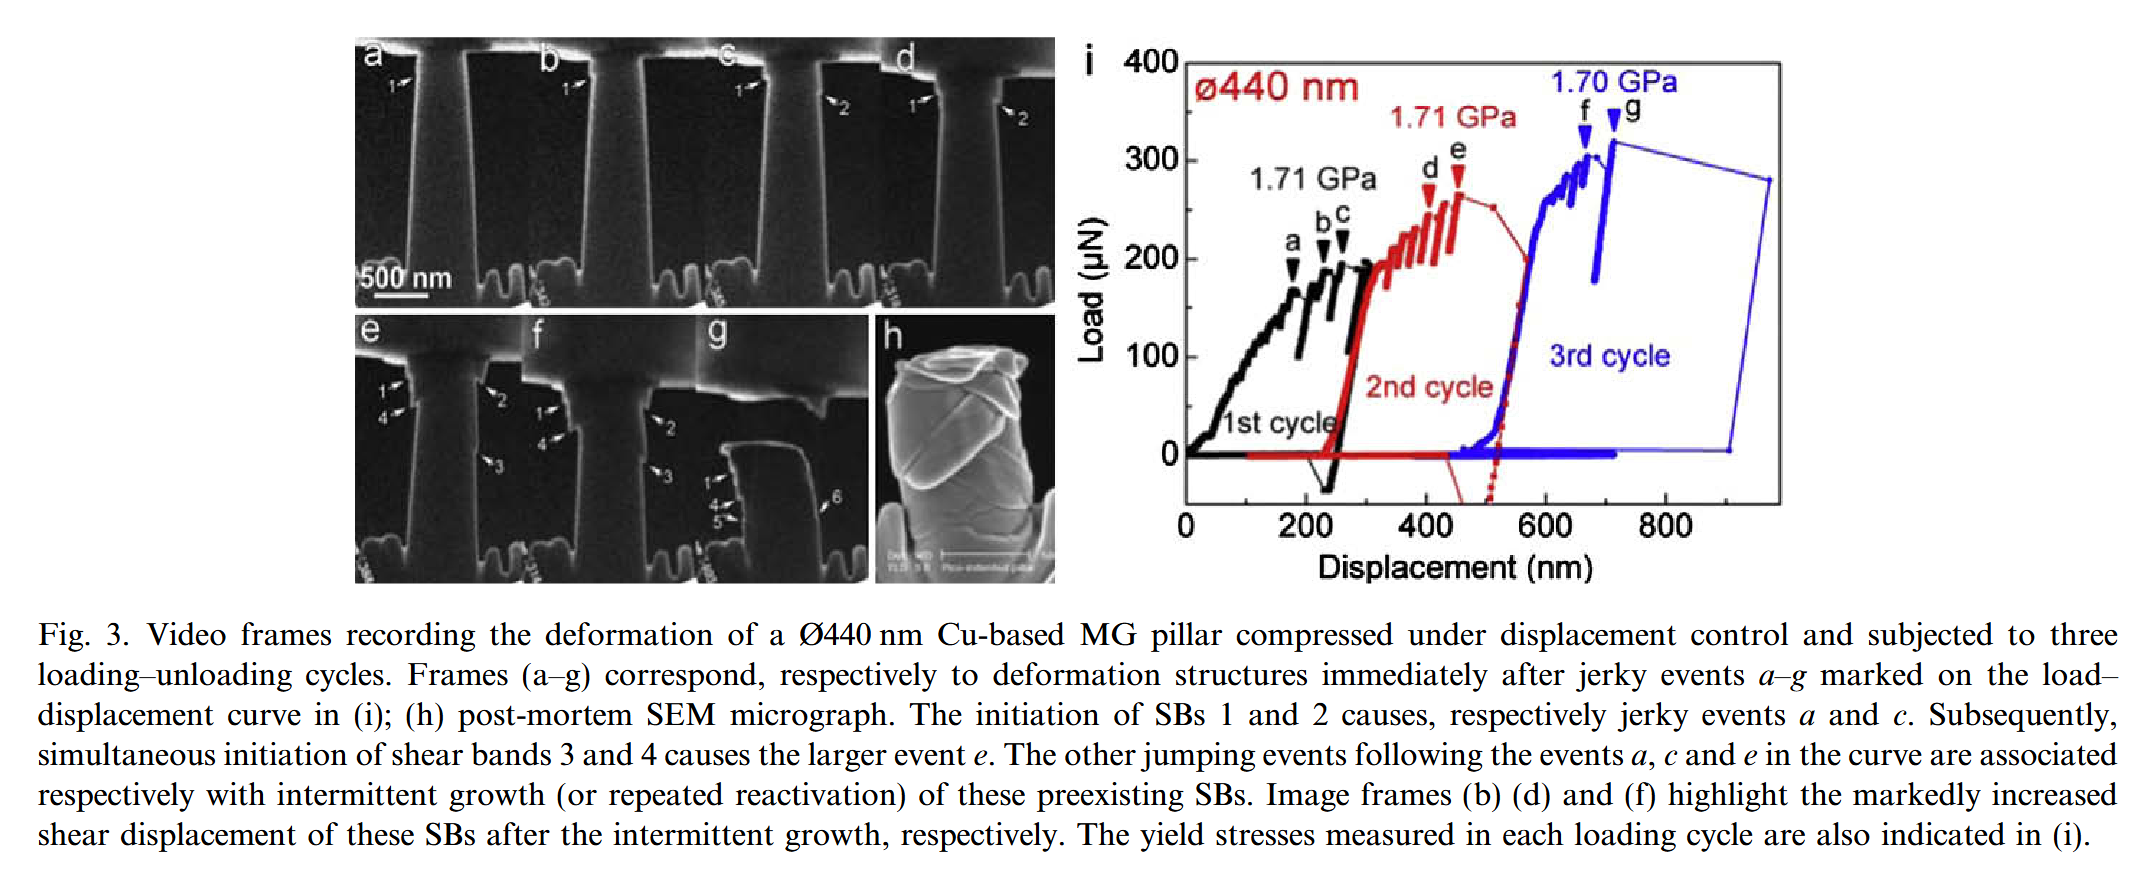 a
b
c
d
1
1
1
2
1
2
500 nm
e
f
g
h
1
4
2
3
1
4
2
3
1
4
5
6
i
ø440 nm
1.71 GPa
1.71 GPa
1.70 GPa
a
b
c
d
e
f
g
1st cycle
2nd cycle
3rd cycle
400
300
200
100
0
Load (µN)
0 200 400 600 800
Displacement (nm)
Fig. 3. Video frames recording the deformation of a Ø440 nm Cu-based MG pillar compressed under displacement control and subjected to three
loading–unloading cycles. Frames (a–g) correspond, respectively to deformation structures immediately after jerky events a–g marked on the load–
displacement curve in (i); (h) post-mortem SEM micrograph. The initiation of SBs 1 and 2 causes, respectively jerky events a and c. Subsequently,
simultaneous initiation of shear bands 3 and 4 causes the larger event e. The other jumping events following the events a, c and e in the curve are associated
respectively with intermittent growth (or repeated reactivation) of these preexisting SBs. Image frames (b) (d) and (f) highlight the markedly increased
shear displacement of these SBs after the intermittent growth, respectively. The yield stresses measured in each loading cycle are also indicated in (i).